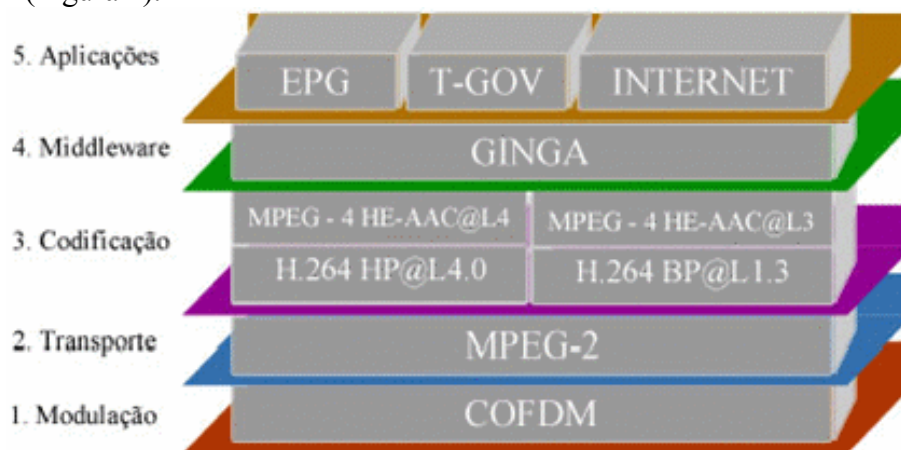 5. Aplicações
EPG T-GOV INTERNET
4. Middleware
GINGA
3. Codificação
MPEG - 4 HE-AAC@L4 MPEG - 4 HE-AAC@L3
H.264 HP@L4.0 H.264 BP@L1.3
2. Transporte
MPEG-2
1. Modulação
COFDM